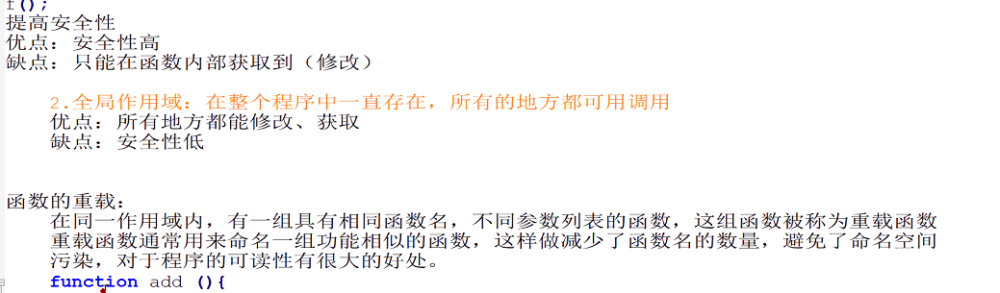 f();
提高安全性
优点：安全性高
缺点：只能在函数内部获取到（修改）
2.全局作用域：在整个程序中一直存在，所有的地方都可用调用
优点：所有地方都能修改、获取
缺点：安全性低
函数的重载：
在同一作用域内，有一组具有相同函数名，不同参数列表的函数，这组函数被称为重载函数
重载函数通常用来命名一组功能相似的函数，这样做减少了函数名的数量，避免了命名空间
污染，对于程序的可读性有很大的好处。
function add (){